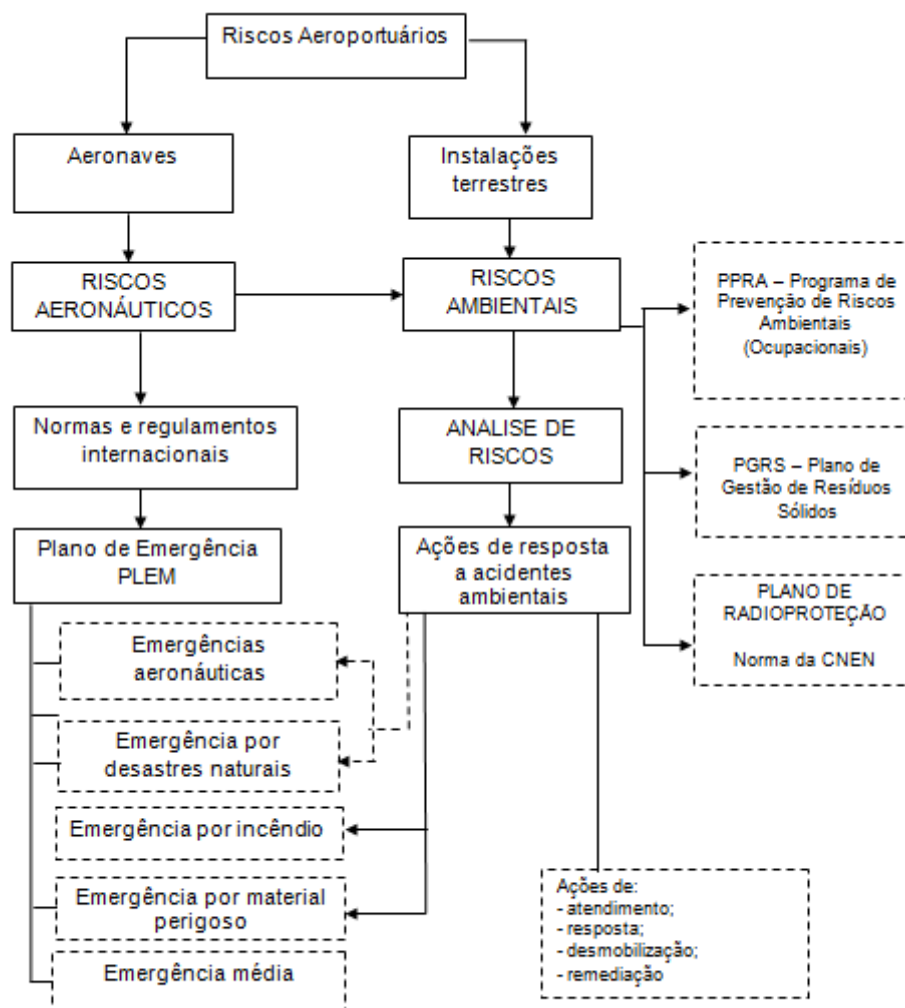 Riscos Aeroportuários
Aeronaves
Instalações
terrestres
RISCOS
AERONÁUTICOS
RISCOS
AMBIENTAIS
PPRA – Programa de
Prevenção de Riscos
Ambientais
(Ocupacionais)
Normas e regulamentos
internacionais
ANALISE DE
RISCOS
PGRS – Plano de
Gestão de Resíduos
Sólidos
Plano de Emergência
PLEM
Ações de resposta
a acidentes
ambientais
PLANO DE
RADIOPROTEÇÃO
Norma da CNEN
Emergências
aeronáuticas
Emergência por
desastres naturais
Emergência por incêndio
Emergência por material
perigoso
Emergência média
Ações de:
- atendimento;
- resposta;
- desmobilização;
- remediação